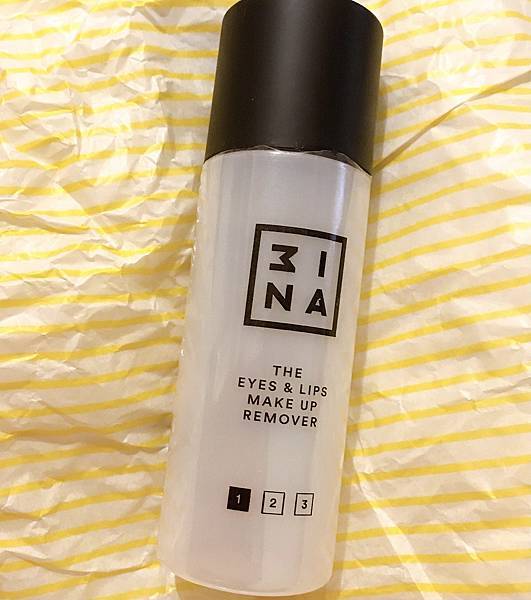 3I
NA
THE
EYES & LIPS
MAKE UP
REMOVER
1 2 3